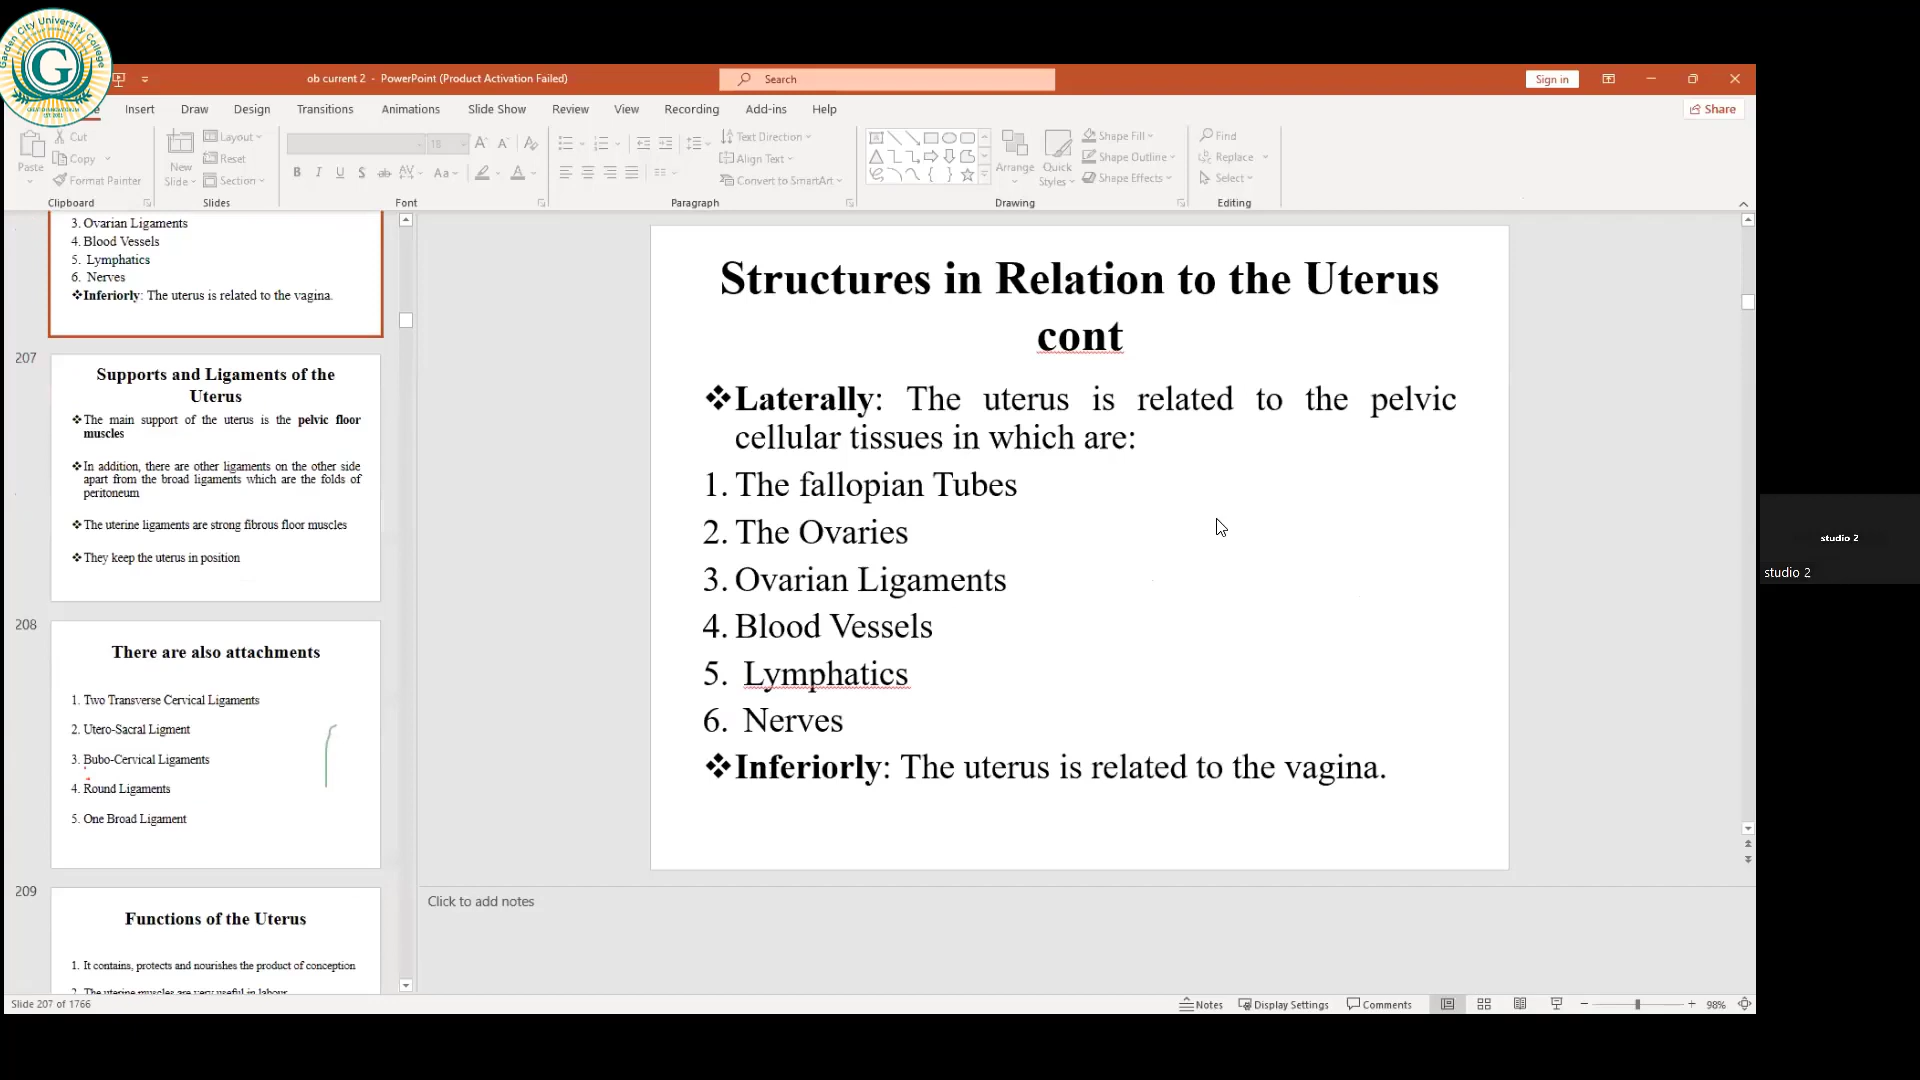 Garden City University College
G
ob current 2 - PowerPoint (Product Activation Failed)
Search
Sign in
Insert Draw Design Transitions Animations Slide Show Review View Recording Add-ins Help
Share
Paste
Cut
Copy
Format Painter
Clipboard
New
Slide
Layout
Reset
Section
Slides
18
Font
Text Direction
Align Text
Convert to SmartArt
Paragraph
Arrange
Quick
Styles
Shape Fill
Shape Outline
Shape Effects
Drawing
Find
Replace
Select
Editing
3. Ovarian Ligaments
4. Blood Vessels
5. Lymphatics
6. Nerves
❖Inferiorly: The uterus is related to the vagina.
207
Supports and Ligaments of the
Uterus
❖The main support of the uterus is the pelvic floor
muscles
❖In addition, there are other ligaments on the other side
apart from the broad ligaments which are the folds of
peritoneum
❖The uterine ligaments are strong fibrous floor muscles
❖They keep the uterus in position
208
There are also attachments
1. Two Transverse Cervical Ligaments
2. Utero-Sacral Ligment
3. Bubo-Cervical Ligaments
4. Round Ligaments
5. One Broad Ligament
209
Functions of the Uterus
1. It contains, protects and nourishes the product of conception
2. The uterine muscles are very useful in labour
Structures in Relation to the Uterus
cont
❖Laterally: The uterus is related to the pelvic
cellular tissues in which are:
1. The fallopian Tubes
2. The Ovaries
3. Ovarian Ligaments
4. Blood Vessels
5. Lymphatics
6. Nerves
❖Inferiorly: The uterus is related to the vagina.
Click to add notes
studio 2
studio 2
Slide 207 of 1766
Notes Display Settings Comments 98%